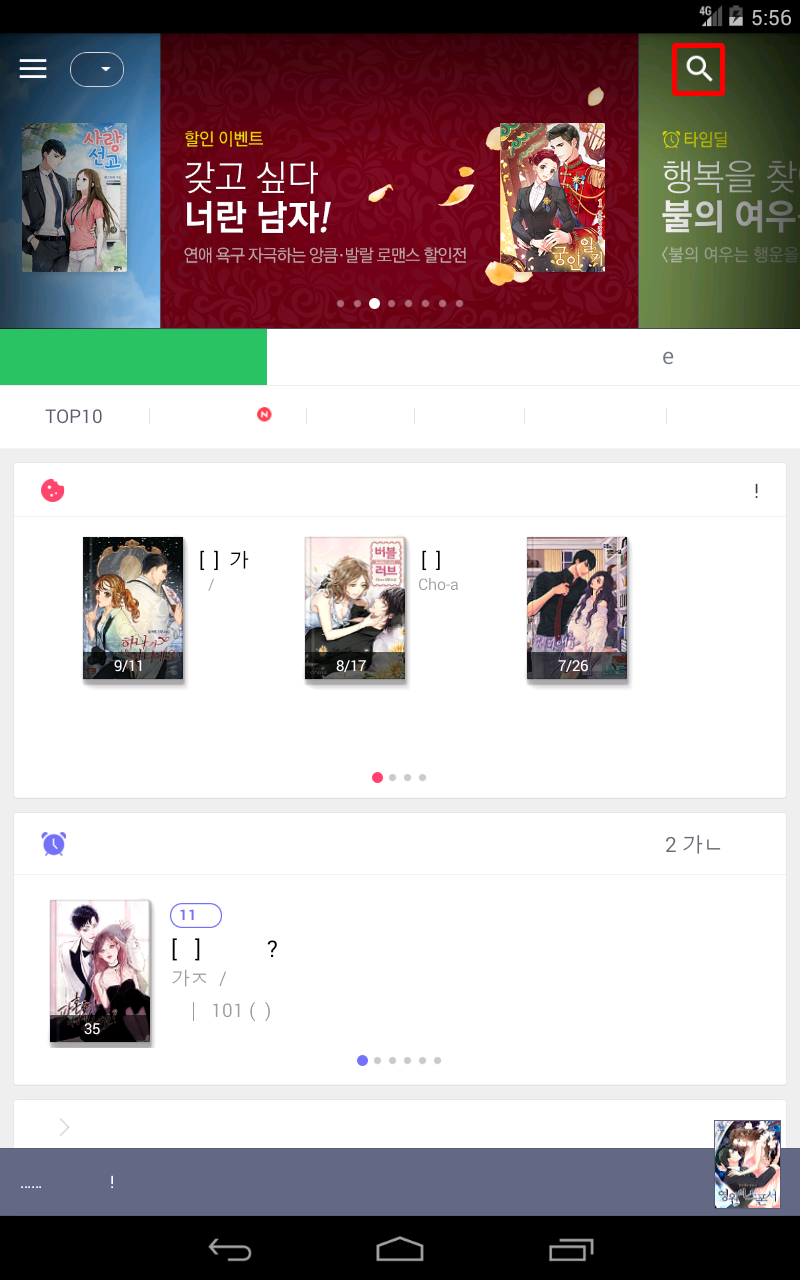 4G 5:56
사랑
선고
할인 이벤트
갖고 싶다
너란 남자!
연애 욕구 자극하는 앙큼·발랄 로맨스 할인전
궁인
일기
타임딜
행복을 찾
불의 여우
〈불의 여우는 행운을
e
TOP10
N
!
[ ] 가
/
9/11
버블
러브
[ ]
Cho-a
8/17
7/26
2 가ㄴ
11
[ ] ?
가ㅈ /
| 101 ( )
35
...... !